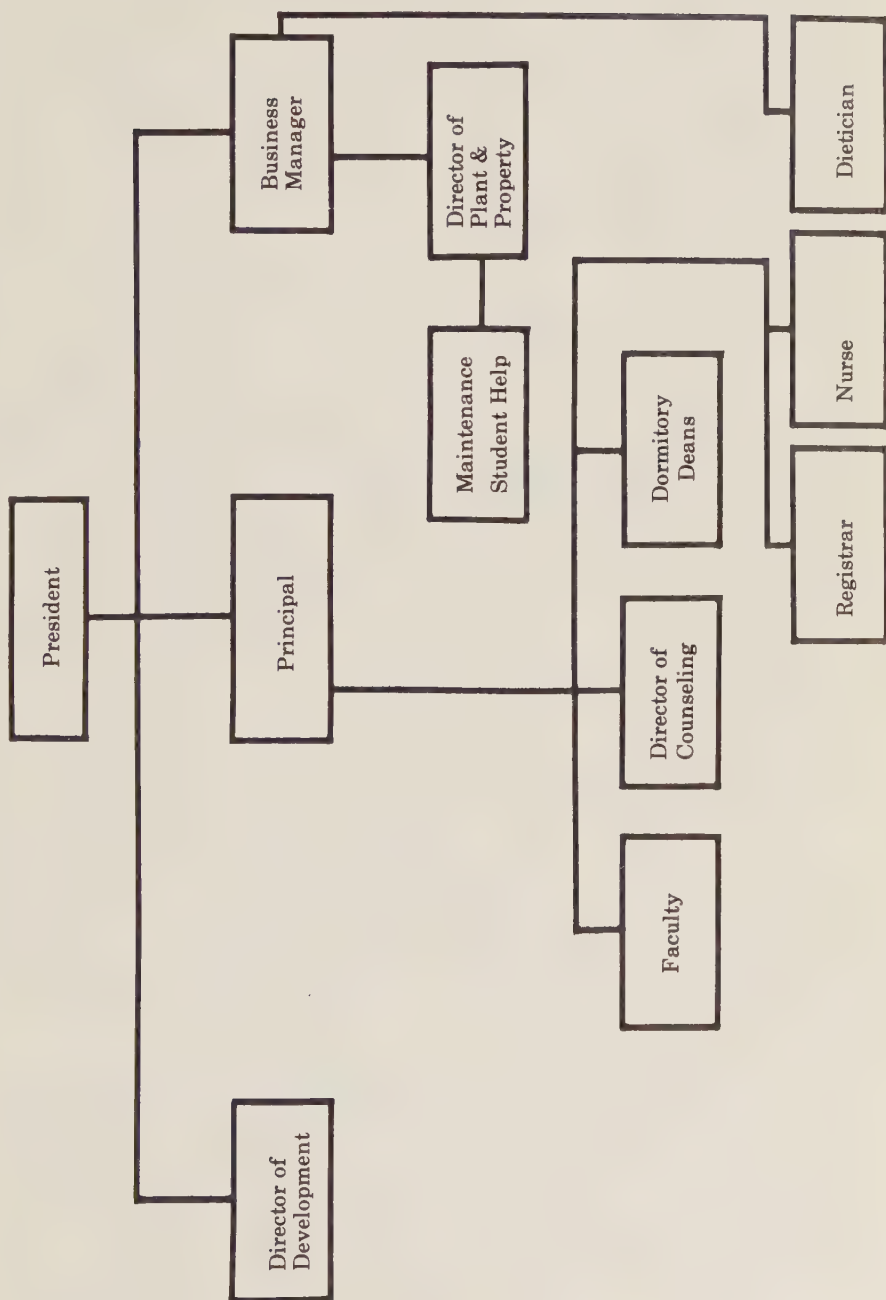 President
Director of
Development
Principal
Business
Manager
Maintenance
Student Help
Director of
Plant &
Property
Faculty
Director of
Counseling
Dormitory
Deans
Registrar
Nurse
Dietician